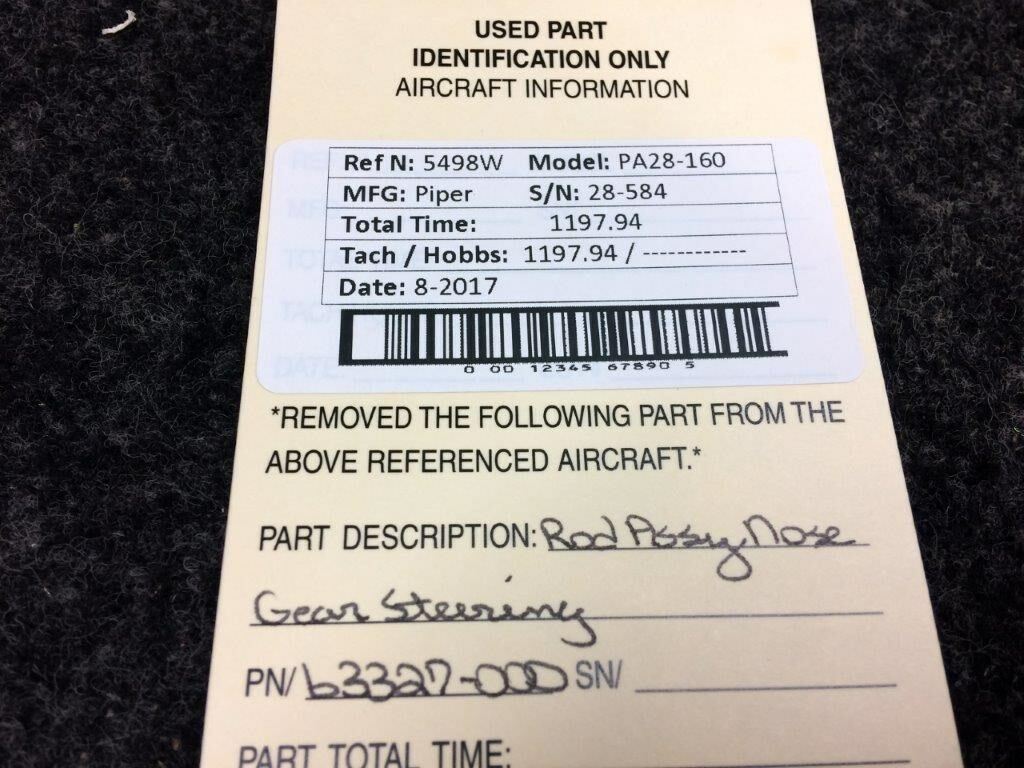 USED PART
IDENTIFICATION ONLY
AIRCRAFT INFORMATION
Ref N: 5498W Model: PA28-160
MFG: Piper S/N: 28-584
Total Time: 1197.94
Tach / Hobbs: 1197.94 / ------------
Date: 8-2017
0 00 12345 67890 5
*REMOVED THE FOLLOWING PART FROM THE
ABOVE REFERENCED AIRCRAFT.*
PART DESCRIPTION: Rod Assy Nose
Gear Steering
PN/ 63327-000 SN/
PART TOTAL TIME: